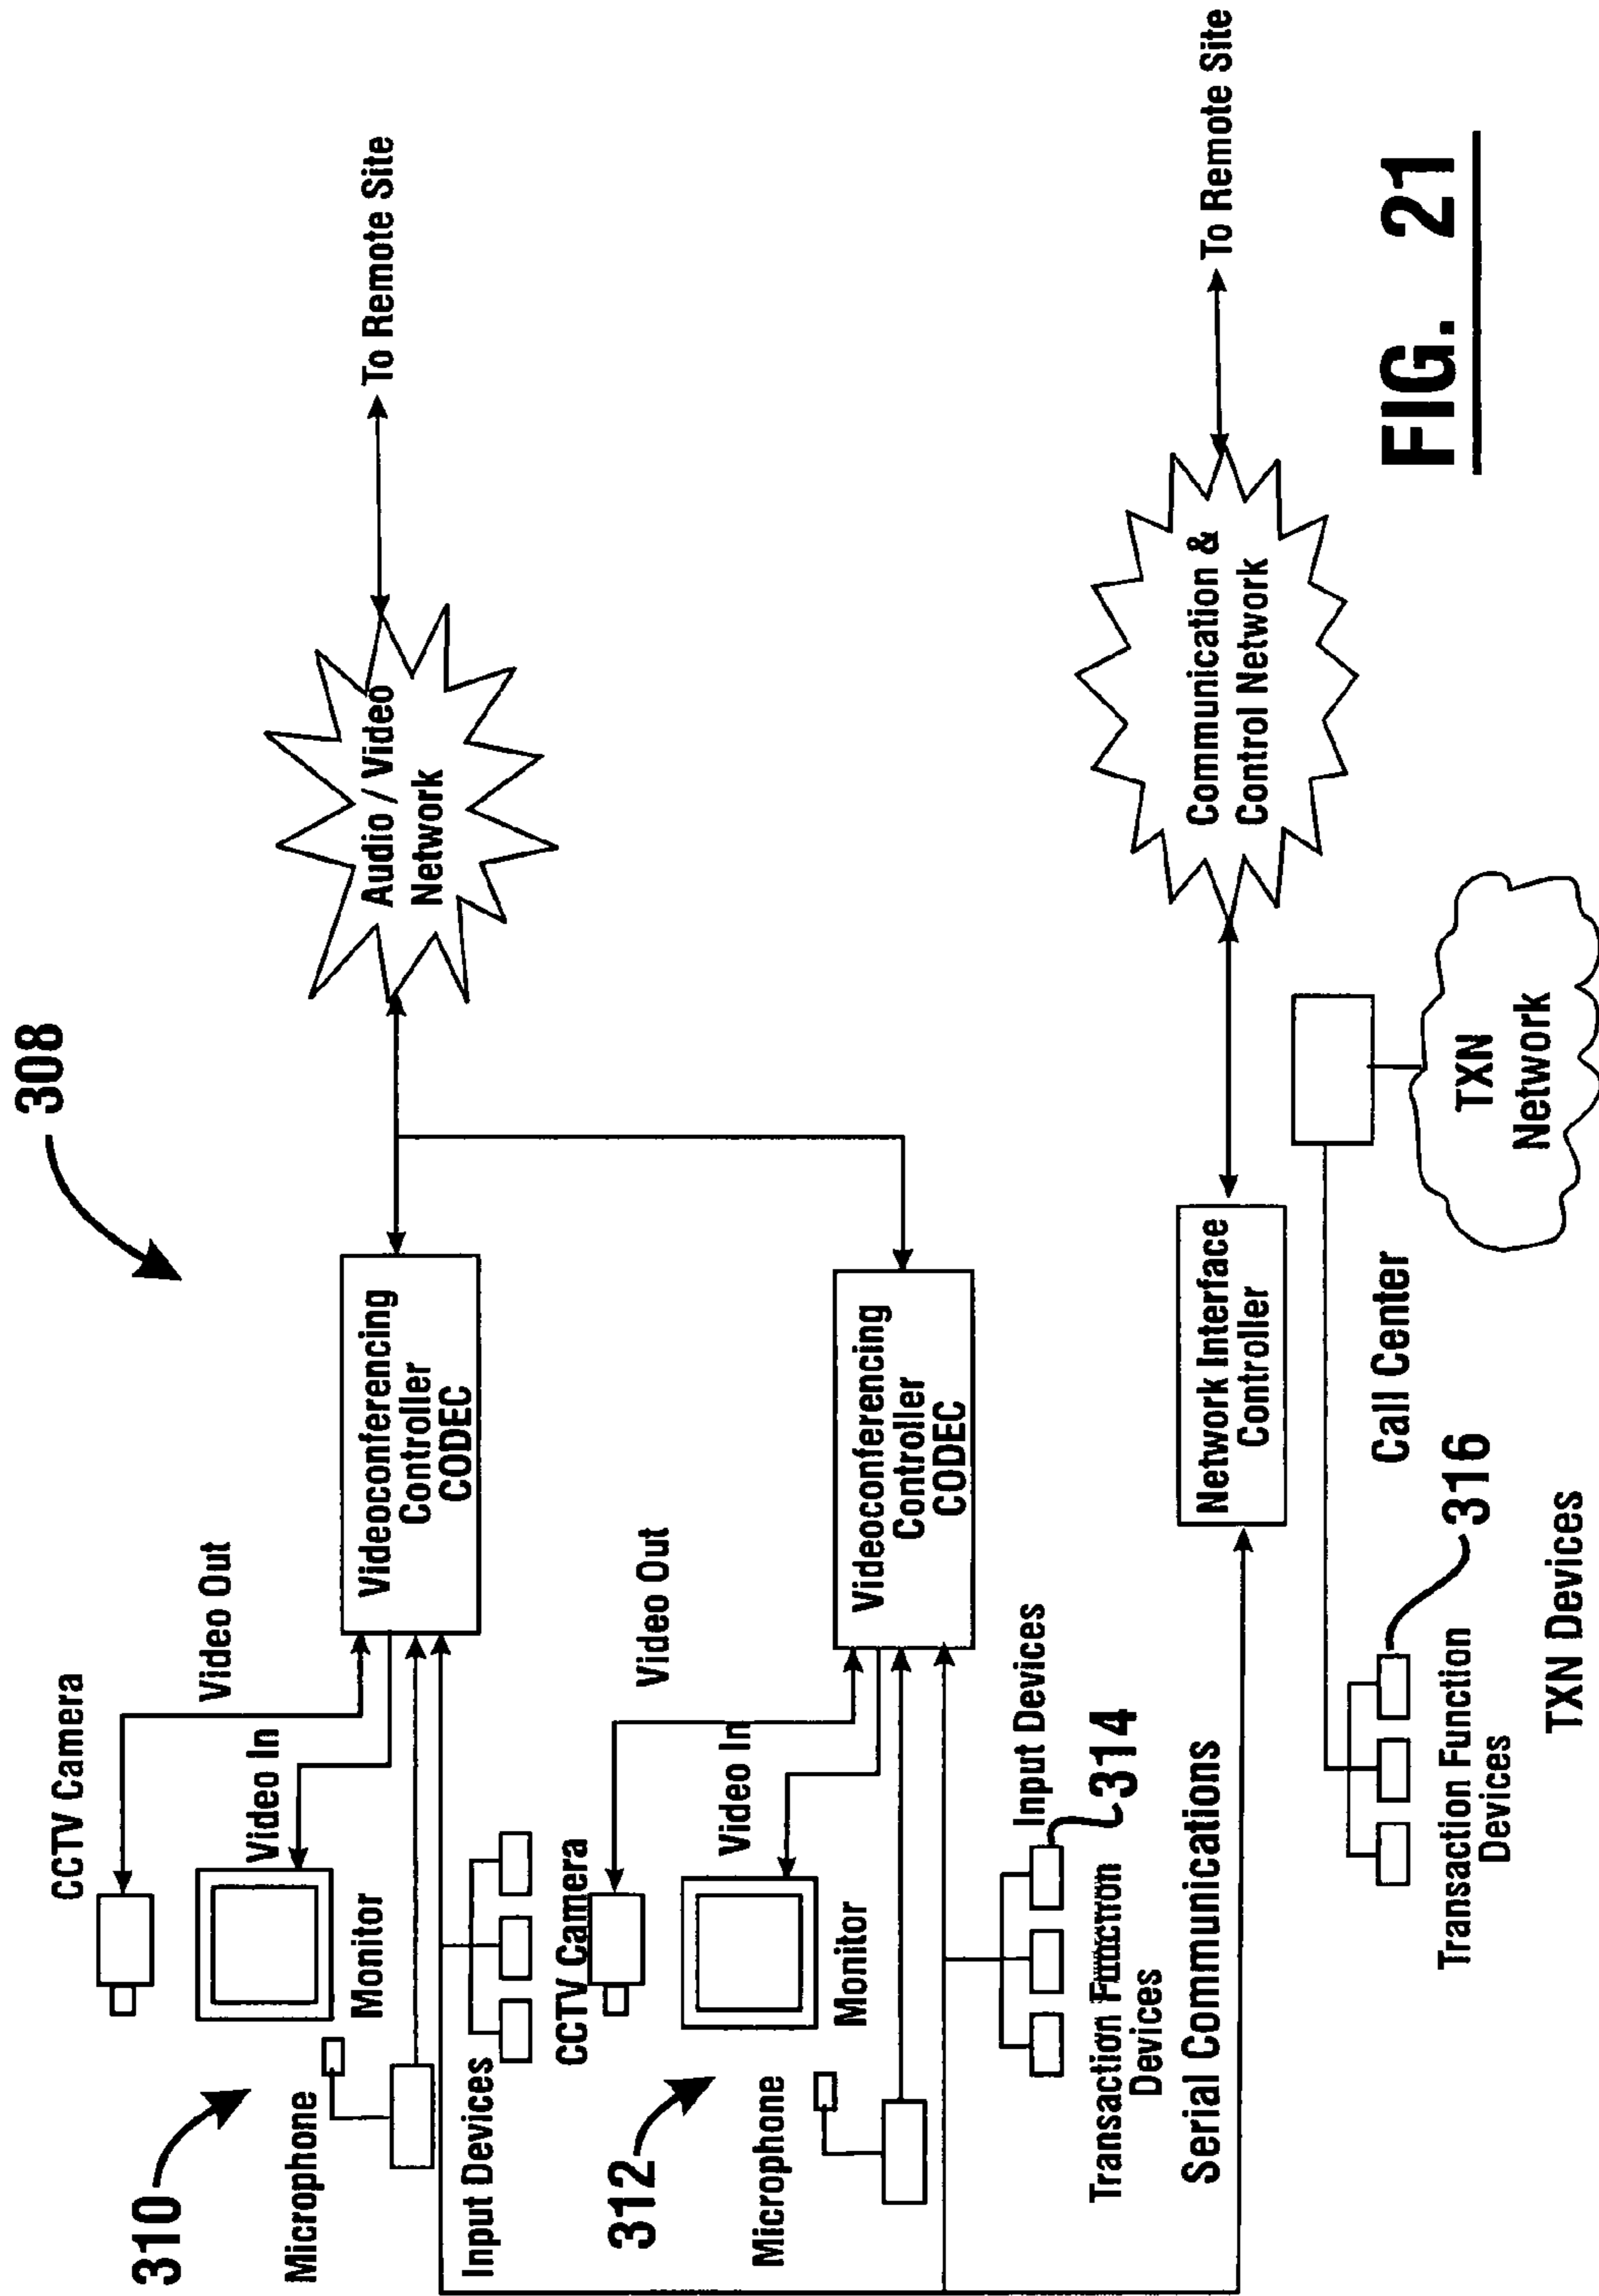 308
310
CCTV Camera
Video Out
Video In
Monitor
Microphone
Input Devices
Videoconferencing
Controller
CODEC
Audio / Video
Network
To Remote Site
312
CCTV Camera
Video Out
Video In
Monitor
Microphone
Input Devices
314
Transaction Function
Devices
Videoconferencing
Controller
CODEC
Serial Communications
Network Interface
Controller
Communication &
Control Network
To Remote Site
Call Center
316
Transaction Function
Devices
TXN Devices
TXN
Network
FIG. 21